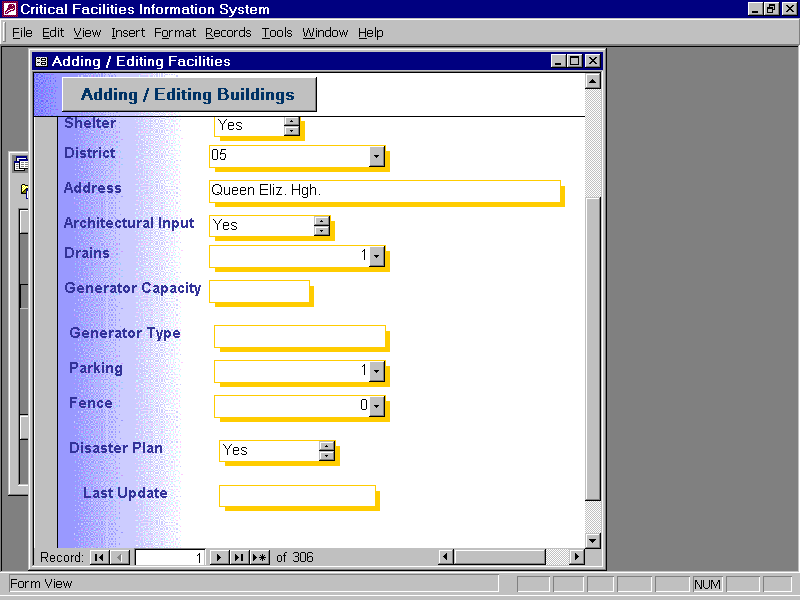 Critical Facilities Information System
File Edit View Insert Format Records Tools Window Help
Adding / Editing Facilities
Adding / Editing Buildings
Shelter Yes
District 05
Address Queen Eliz. Hgh.
Architectural Input Yes
Drains 1
Generator Capacity
Generator Type
Parking 1
Fence 0
Disaster Plan Yes
Last Update
Record: 1 of 306
Form View NUM